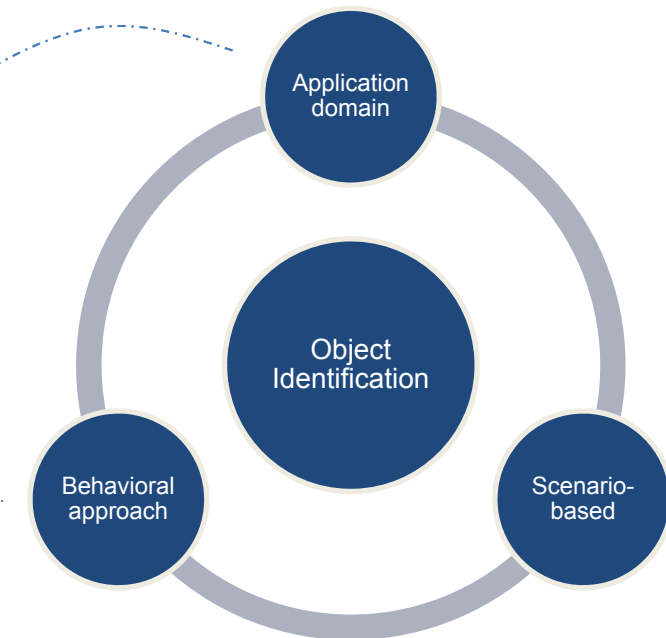 Application
domain
Object
Identification
Behavioral
approach
Scenario-
based